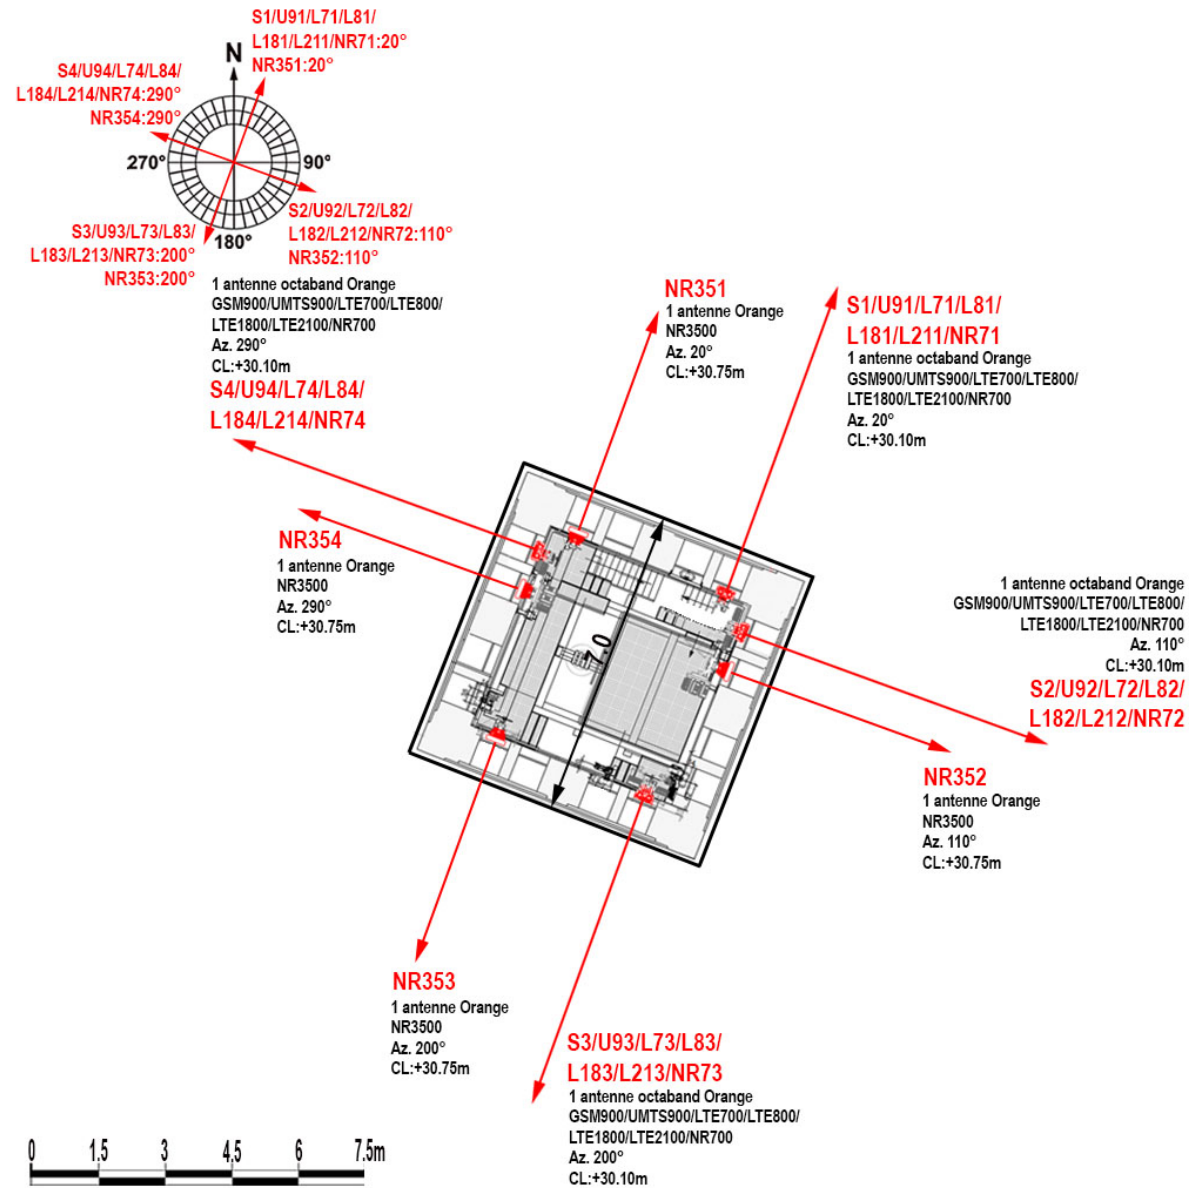 S1/U91/L71/L81/
L181/L211/NR71:20°
NR351:20°
N
S4/U94/L74/L84/
L184/L214/NR74:290°
NR354:290°
270°
90°
S2/U92/L72/L82/
L182/L212/NR72:110°
NR352:110°
S3/U93/L73/L83/
L183/L213/NR73:200°
NR353:200°
180°
1 antenne octaband Orange
GSM900/UMTS900/LTE700/LTE800/
LTE1800/LTE2100/NR700
Az. 290°
CL:+30.10m
S4/U94/L74/L84/
L184/L214/NR74
NR351
1 antenne Orange
NR3500
Az. 20°
CL:+30.75m
S1/U91/L71/L81/
L181/L211/NR71
1 antenne octaband Orange
GSM900/UMTS900/LTE700/LTE800/
LTE1800/LTE2100/NR700
Az. 20°
CL:+30.10m
NR354
1 antenne Orange
NR3500
Az. 290°
CL:+30.75m
7.0
1 antenne octaband Orange
GSM900/UMTS900/LTE700/LTE800/
LTE1800/LTE2100/NR700
Az. 110°
CL:+30.10m
S2/U92/L72/L82/
L182/L212/NR72
NR352
1 antenne Orange
NR3500
Az. 110°
CL:+30.75m
NR353
1 antenne Orange
NR3500
Az. 200°
CL:+30.75m
S3/U93/L73/L83/
L183/L213/NR73
1 antenne octaband Orange
GSM900/UMTS900/LTE700/LTE800/
LTE1800/LTE2100/NR700
Az. 200°
CL:+30.10m
0 1.5 3 4.5 6 7.5m